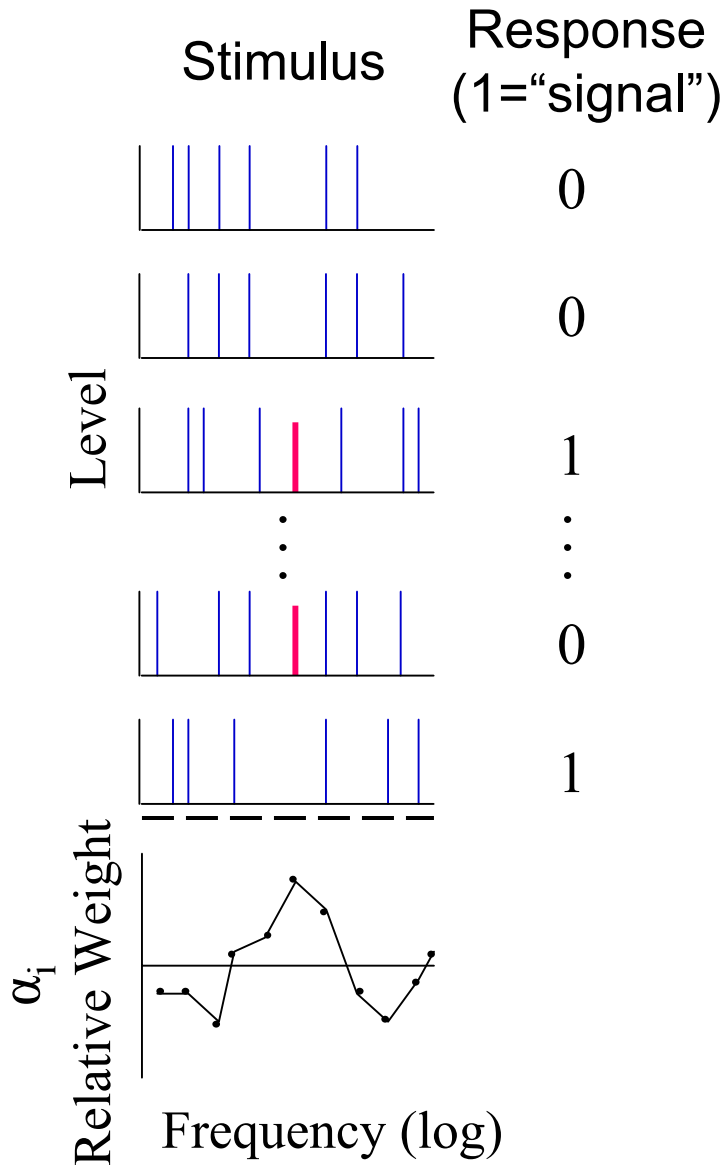 Stimulus
Response
(1=“signal”)
0
0
Level
1
0
1
αi
Relative Weight
Frequency (log)